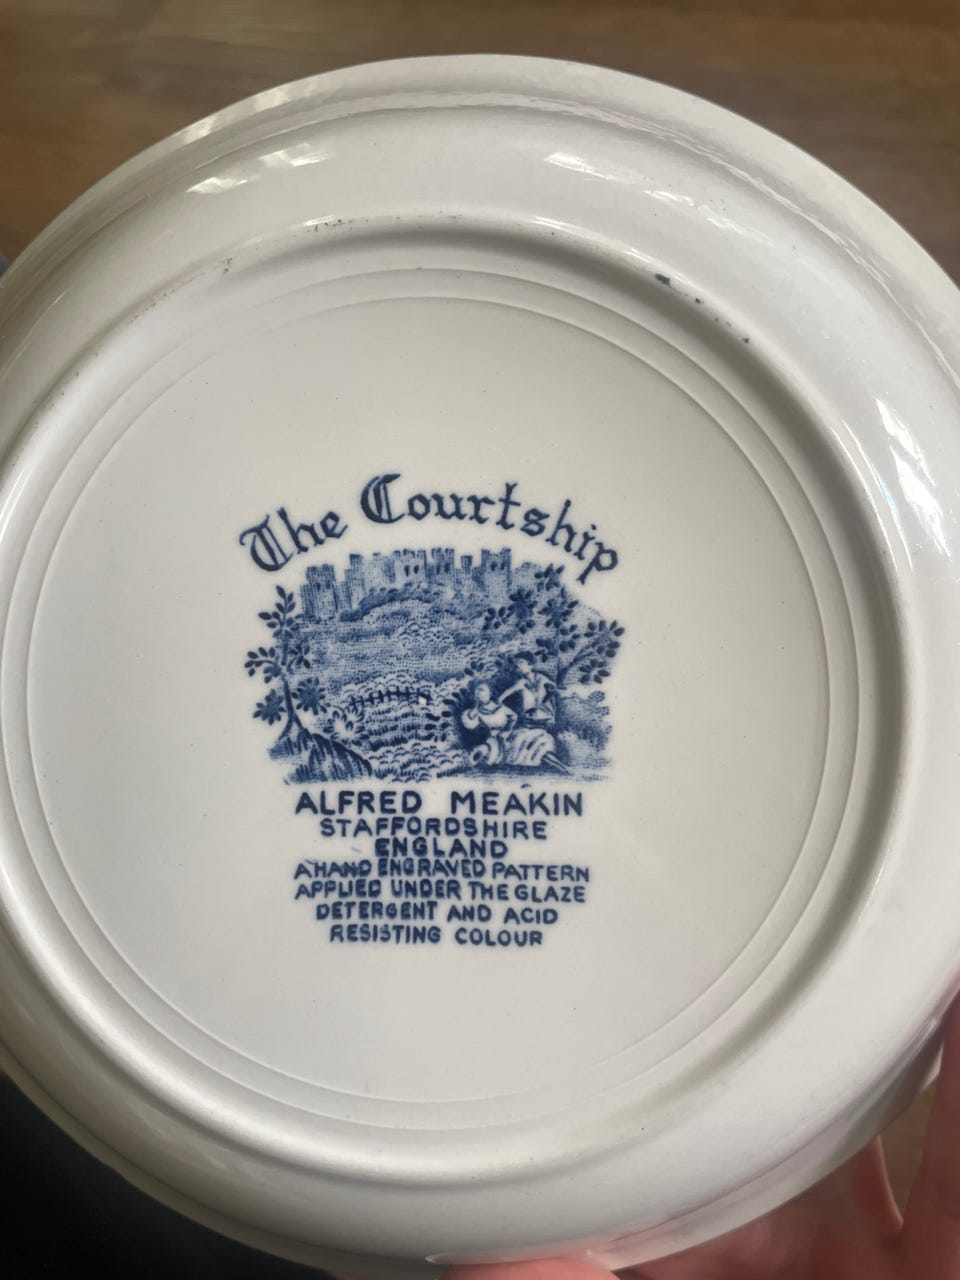 The Courtship
ALFRED MEAKIN
STAFFORDSHIRE
ENGLAND
A HAND ENGRAVED PATTERN
APPLIED UNDER THE GLAZE
DETERGENT AND ACID
RESISTING COLOUR